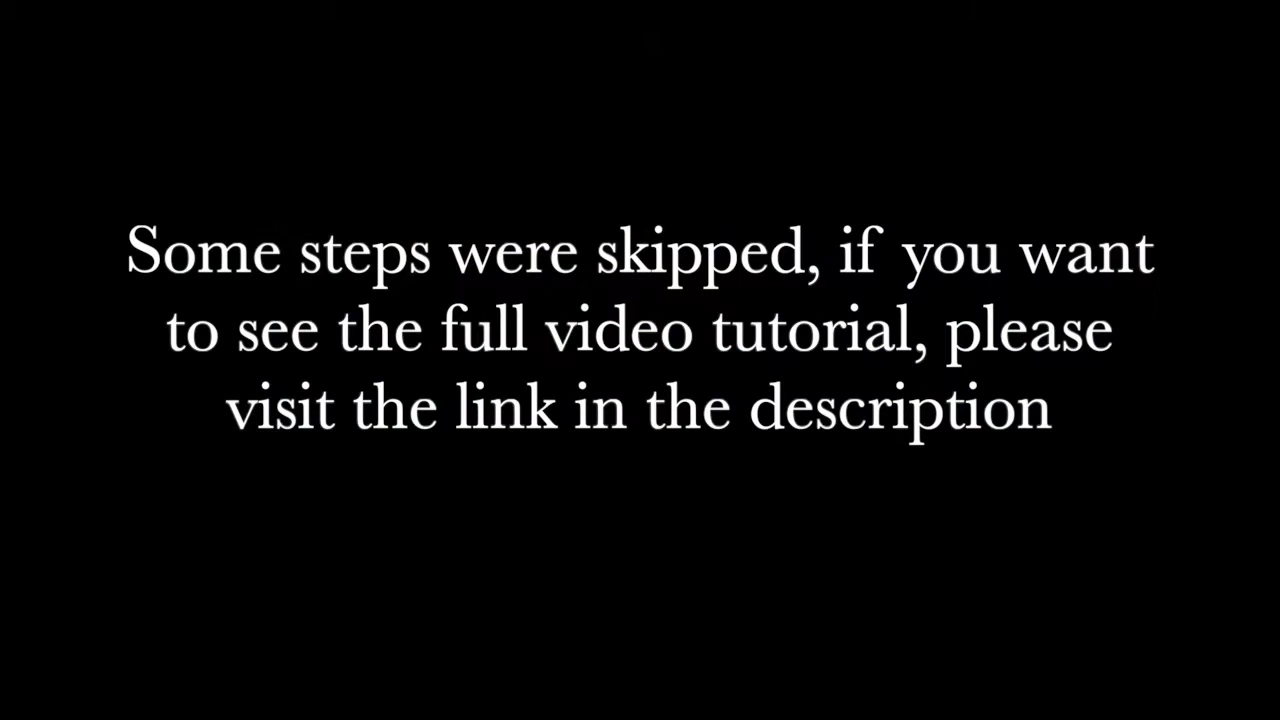 Some steps were skipped, if you want
to see the full video tutorial, please
visit the link in the description